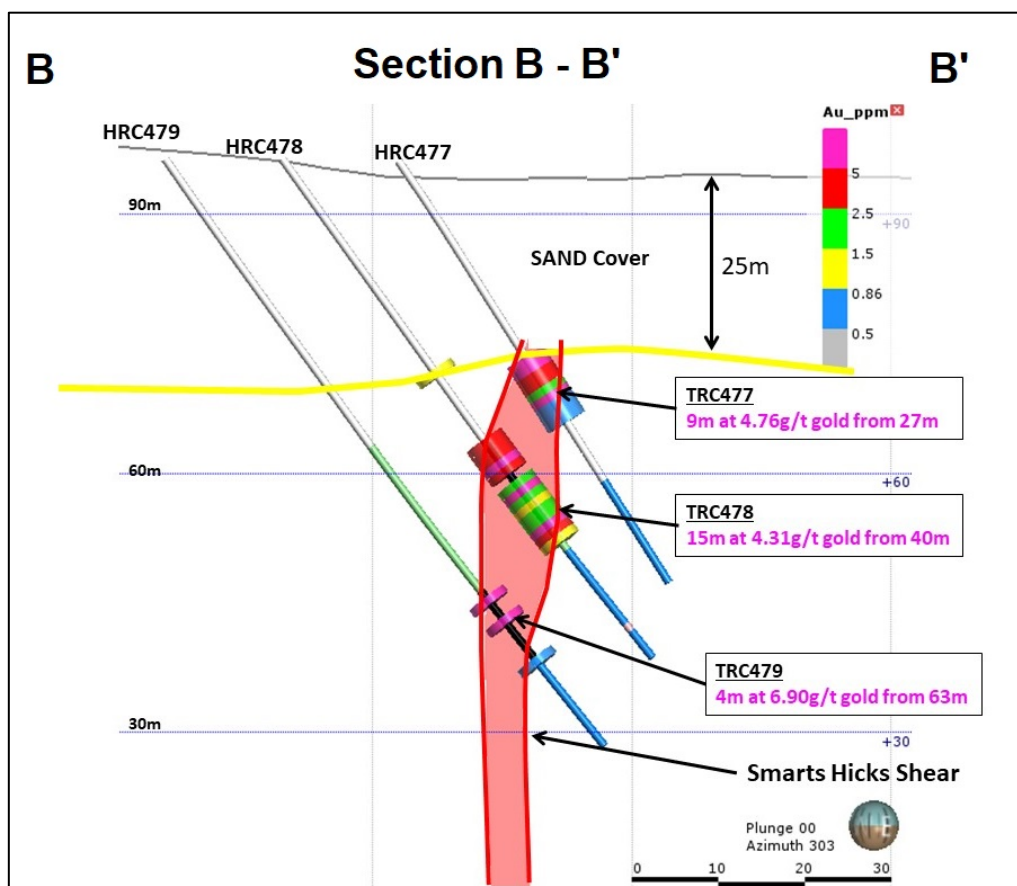 B
Section B - B'
B'
Au_ppm
HRC479
HRC478
HRC477
5
2.5
1.5
0.86
0.5
90m
+90
SAND Cover
25m
TRC477
9m at 4.76g/t gold from 27m
60m
+60
TRC478
15m at 4.31g/t gold from 40m
TRC479
4m at 6.90g/t gold from 63m
30m
+30
Smarts Hicks Shear
Plunge 00
Azimuth 303
E
0 10 20 30